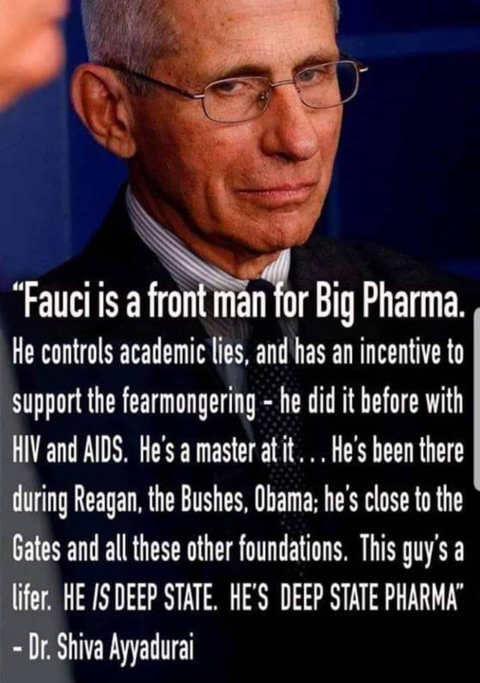 “Fauci is a front man for Big Pharma.
He controls academic lies, and has an incentive to
support the fearmongering - he did it before with
HIV and AIDS. He's a master at it . . . He's been there
during Reagan, the Bushes, Obama; he's close to the
Gates and all these other foundations. This guy's a
lifer. HE IS DEEP STATE. HE'S DEEP STATE PHARMA”
- Dr. Shiva Ayyadurai